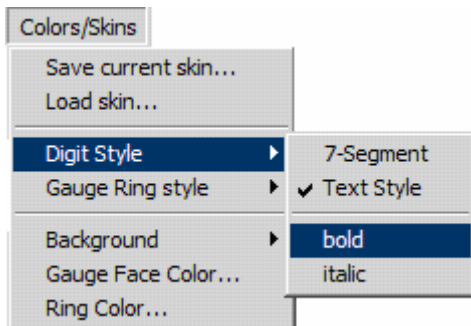 Colors/Skins
Save current skin...
Load skin...
Digit Style
Gauge Ring style
Background
Gauge Face Color...
Ring Color...
7-Segment
Text Style
bold
italic